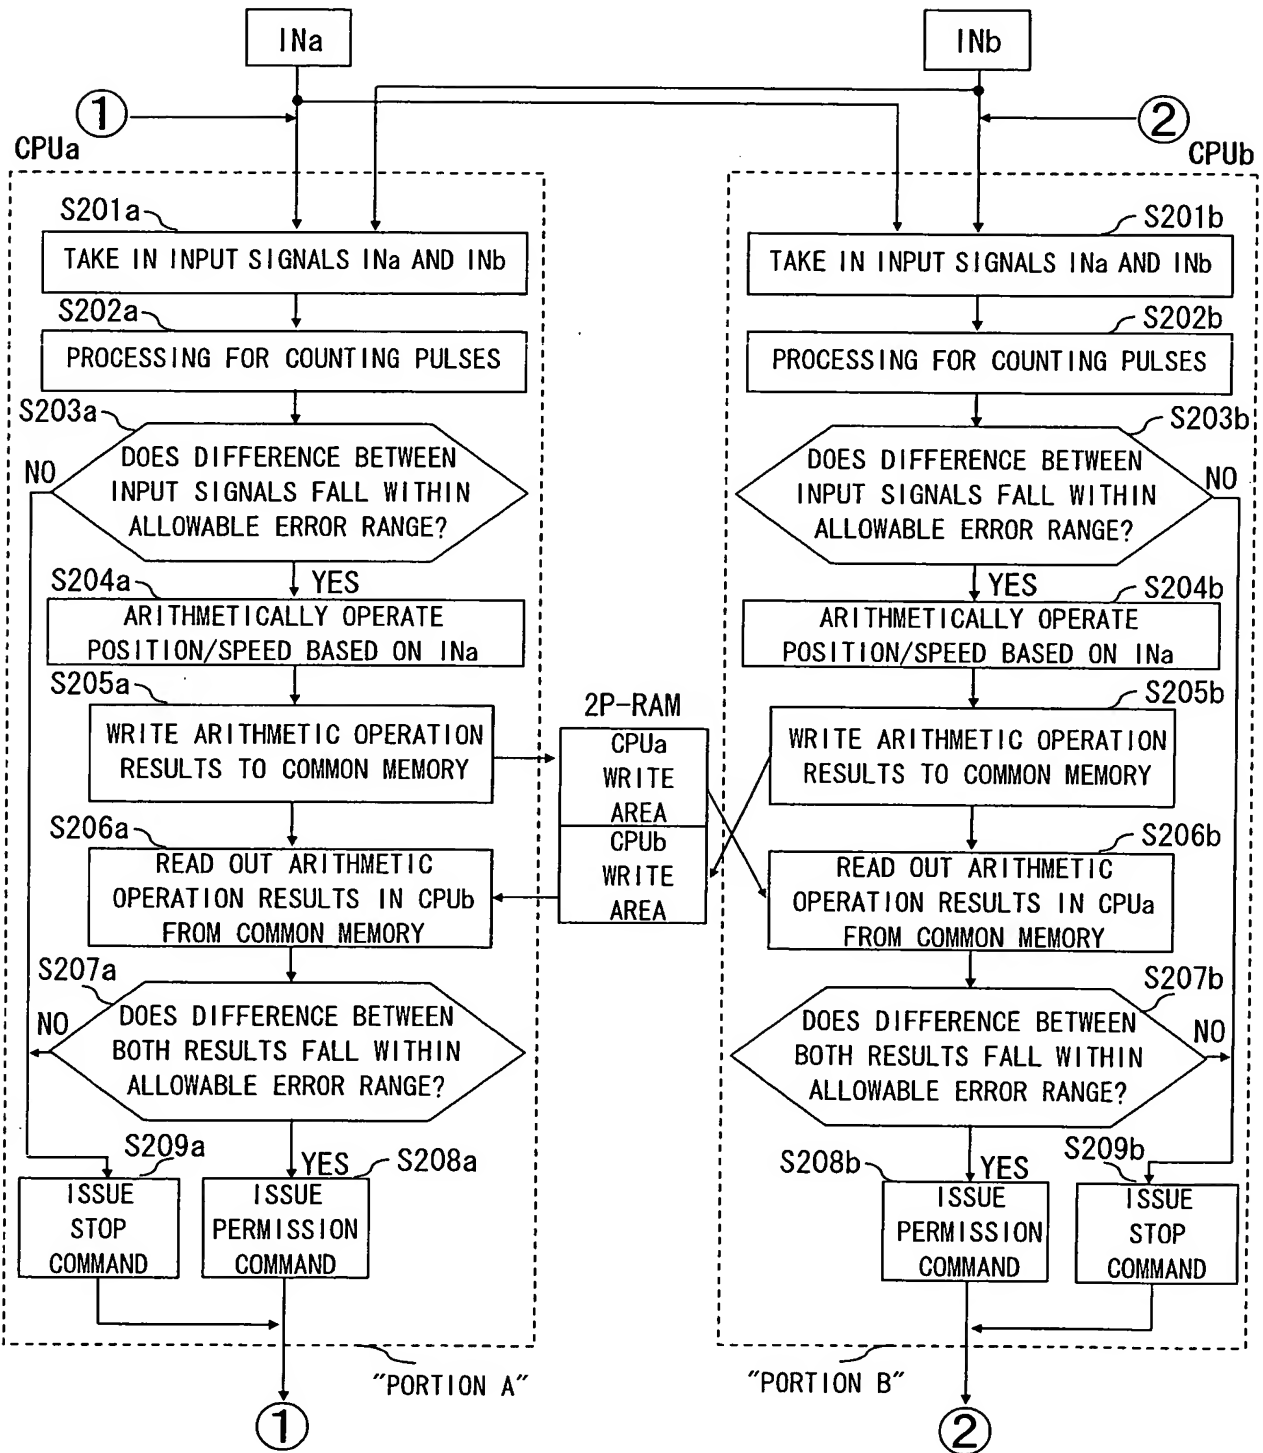 INa
INb
①
②
CPUa
CPUb
S201a
TAKE IN INPUT SIGNALS INa AND INb
S202a
PROCESSING FOR COUNTING PULSES
S203a
DOES DIFFERENCE BETWEEN
INPUT SIGNALS FALL WITHIN
ALLOWABLE ERROR RANGE?
NO
YES
S204a
ARITHMETICALLY OPERATE
POSITION/SPEED BASED ON INa
S205a
WRITE ARITHMETIC OPERATION
RESULTS TO COMMON MEMORY
S206a
READ OUT ARITHMETIC
OPERATION RESULTS IN CPUb
FROM COMMON MEMORY
S207a
DOES DIFFERENCE BETWEEN
BOTH RESULTS FALL WITHIN
ALLOWABLE ERROR RANGE?
NO
YES
S209a
ISSUE
STOP
COMMAND
S208a
ISSUE
PERMISSION
COMMAND
"PORTION A"
①
2P-RAM
CPUa
WRITE
AREA
CPUb
WRITE
AREA
S201b
TAKE IN INPUT SIGNALS INa AND INb
S202b
PROCESSING FOR COUNTING PULSES
S203b
DOES DIFFERENCE BETWEEN
INPUT SIGNALS FALL WITHIN
ALLOWABLE ERROR RANGE?
NO
YES
S204b
ARITHMETICALLY OPERATE
POSITION/SPEED BASED ON INa
S205b
WRITE ARITHMETIC OPERATION
RESULTS TO COMMON MEMORY
S206b
READ OUT ARITHMETIC
OPERATION RESULTS IN CPUa
FROM COMMON MEMORY
S207b
DOES DIFFERENCE BETWEEN
BOTH RESULTS FALL WITHIN
ALLOWABLE ERROR RANGE?
NO
YES
S208b
ISSUE
PERMISSION
COMMAND
S209b
ISSUE
STOP
COMMAND
"PORTION B"
②